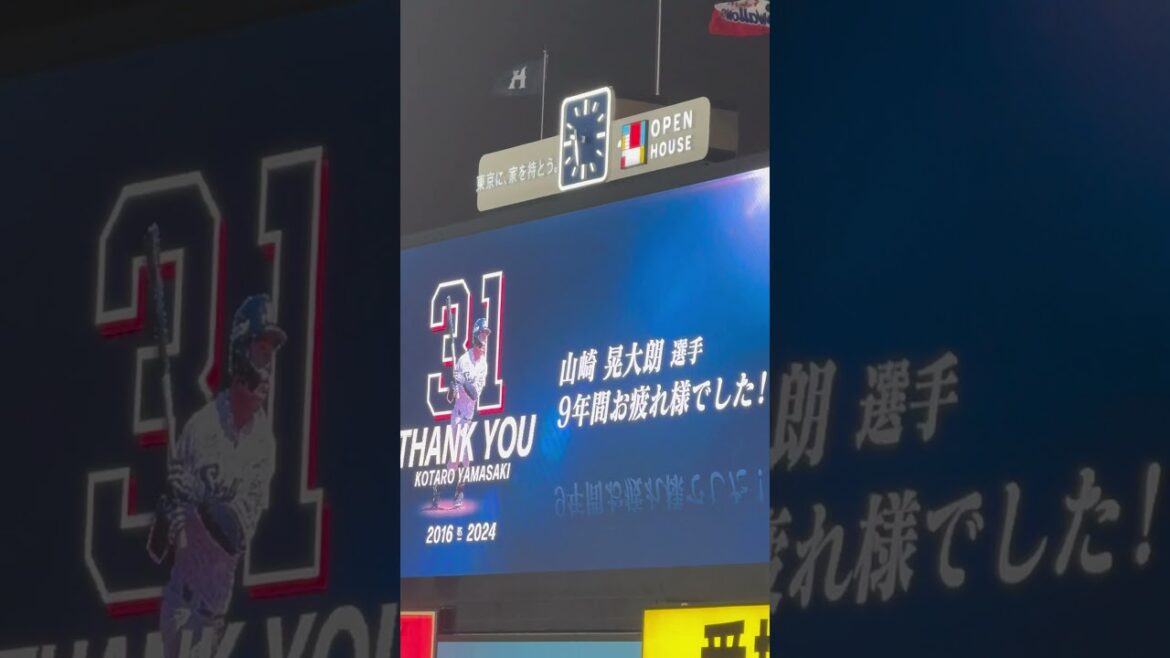 Swallows
H
東京に、家を持とう。
OPEN
HOUSE
31
山崎 晃大朗 選手
9年間お疲れ様でした!
THANK YOU
KOTARO YAMASAKI
2016 2024